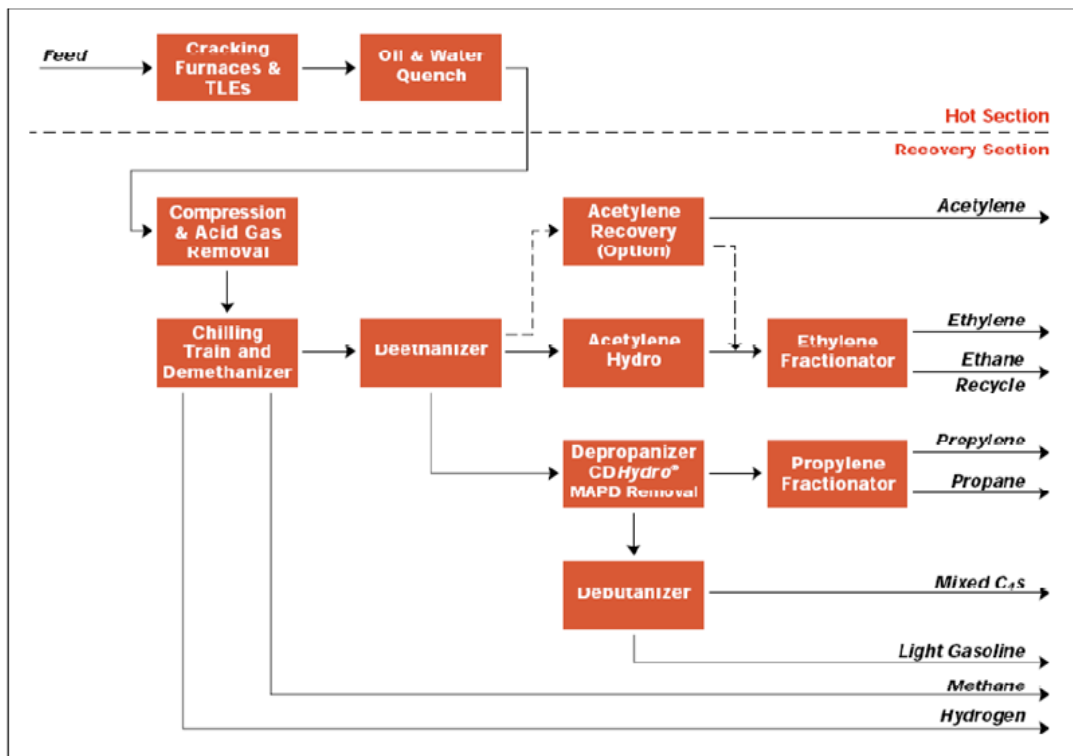 Feed
Cracking
Furnaces &
TLEs
Oil & Water
Quench
Hot Section
Recovery Section
Compression
& Acid Gas
Removal
Acetylene
Recovery
(Option)
Acetylene
Chilling
Train and
Demethanizer
Deethanizer
Acetylene
Hydro
Ethylene
Fractionator
Ethylene
Ethane
Recycle
Depropanizer
CDHydro®
MAPD Removal
Propylene
Fractionator
Propylene
Propane
Debutanizer
Mixed C₄s
Light Gasoline
Methane
Hydrogen